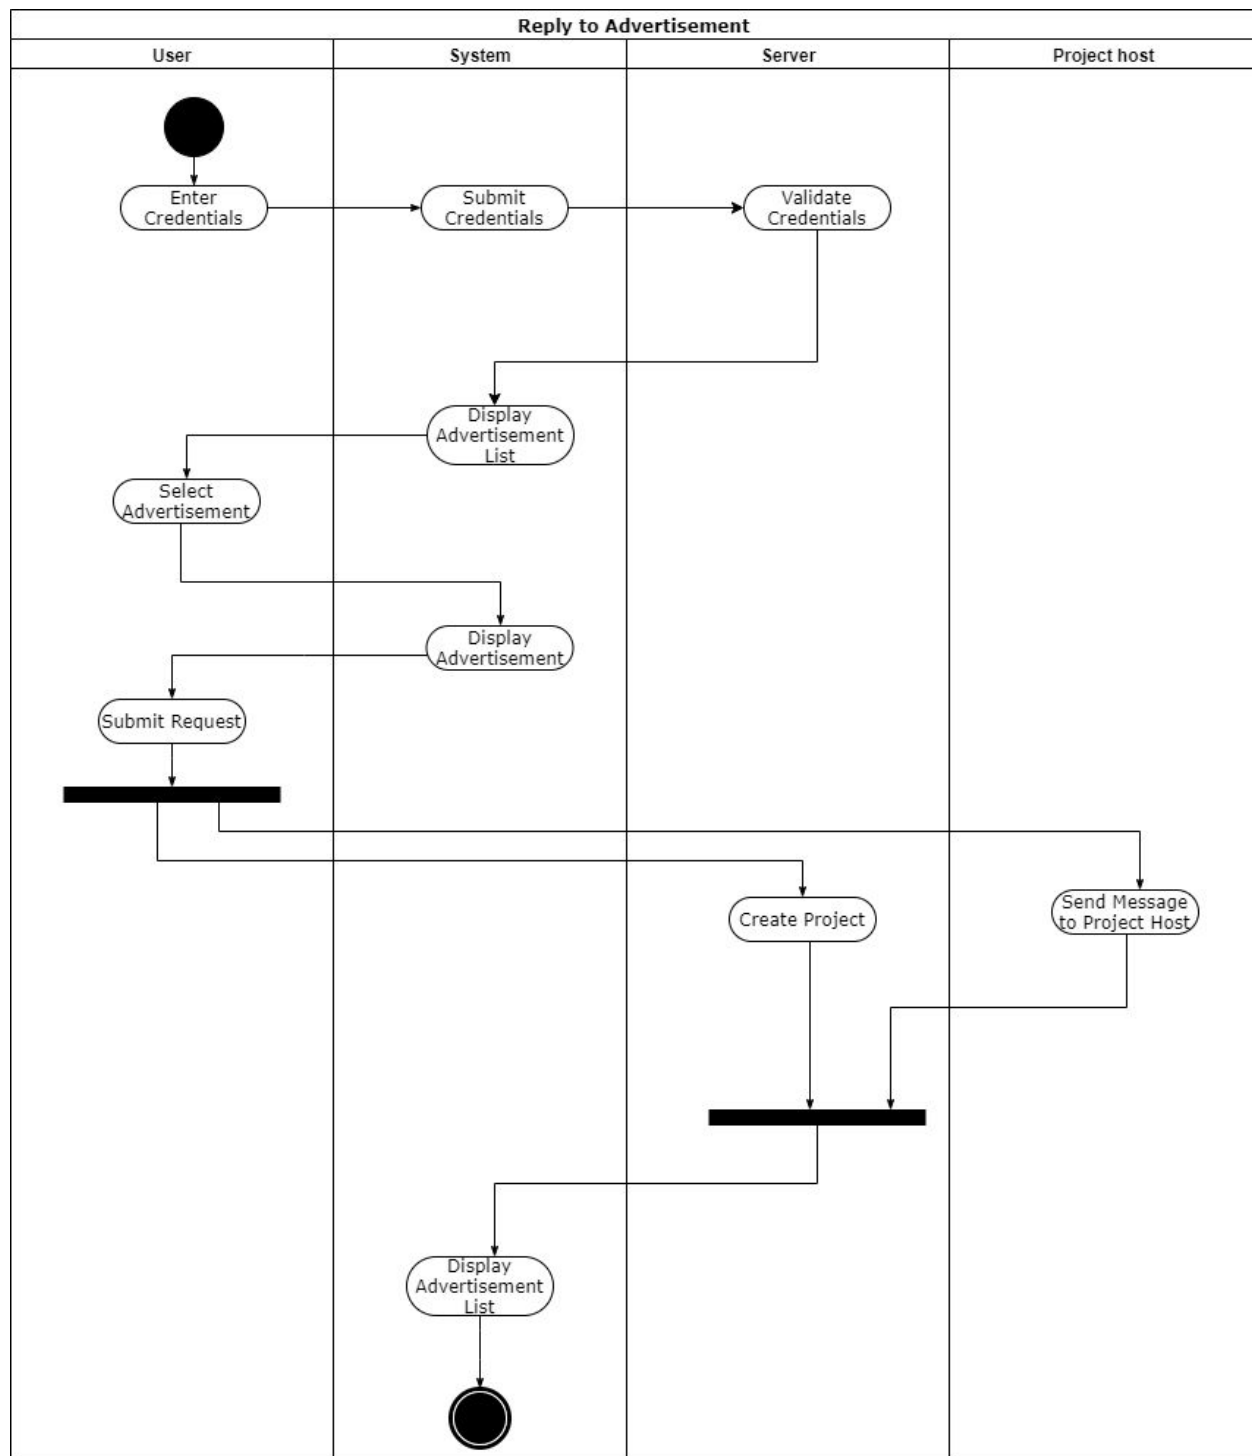 Reply to Advertisement
User
System
Server
Project host
Enter
Credentials
Submit
Credentials
Validate
Credentials
Display
Advertisement
List
Select
Advertisement
Display
Advertisement
Submit Request
Create Project
Send Message
to Project Host
Display
Advertisement
List